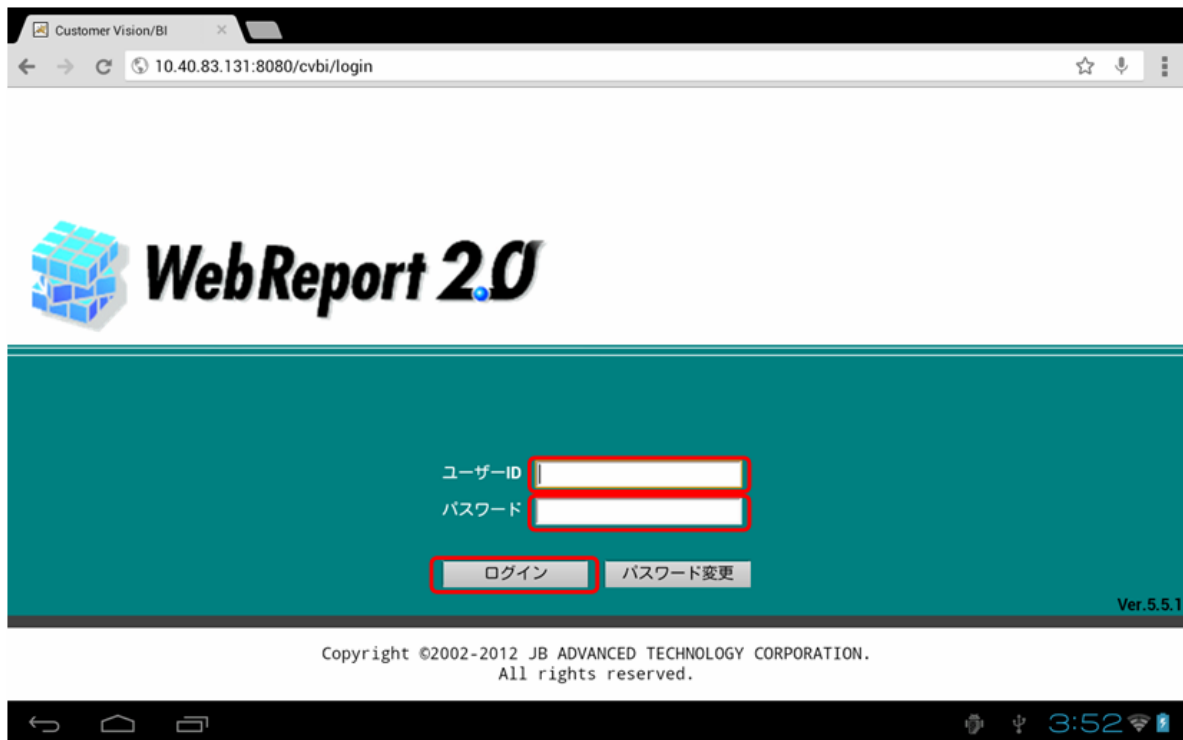 Customer Vision/BI
10.40.83.131:8080/cvbi/login
WebReport 2.0
ユーザーID
パスワード
ログイン パスワード変更
Ver.5.5.1
Copyright ©2002-2012 JB ADVANCED TECHNOLOGY CORPORATION.
All rights reserved.
3:52